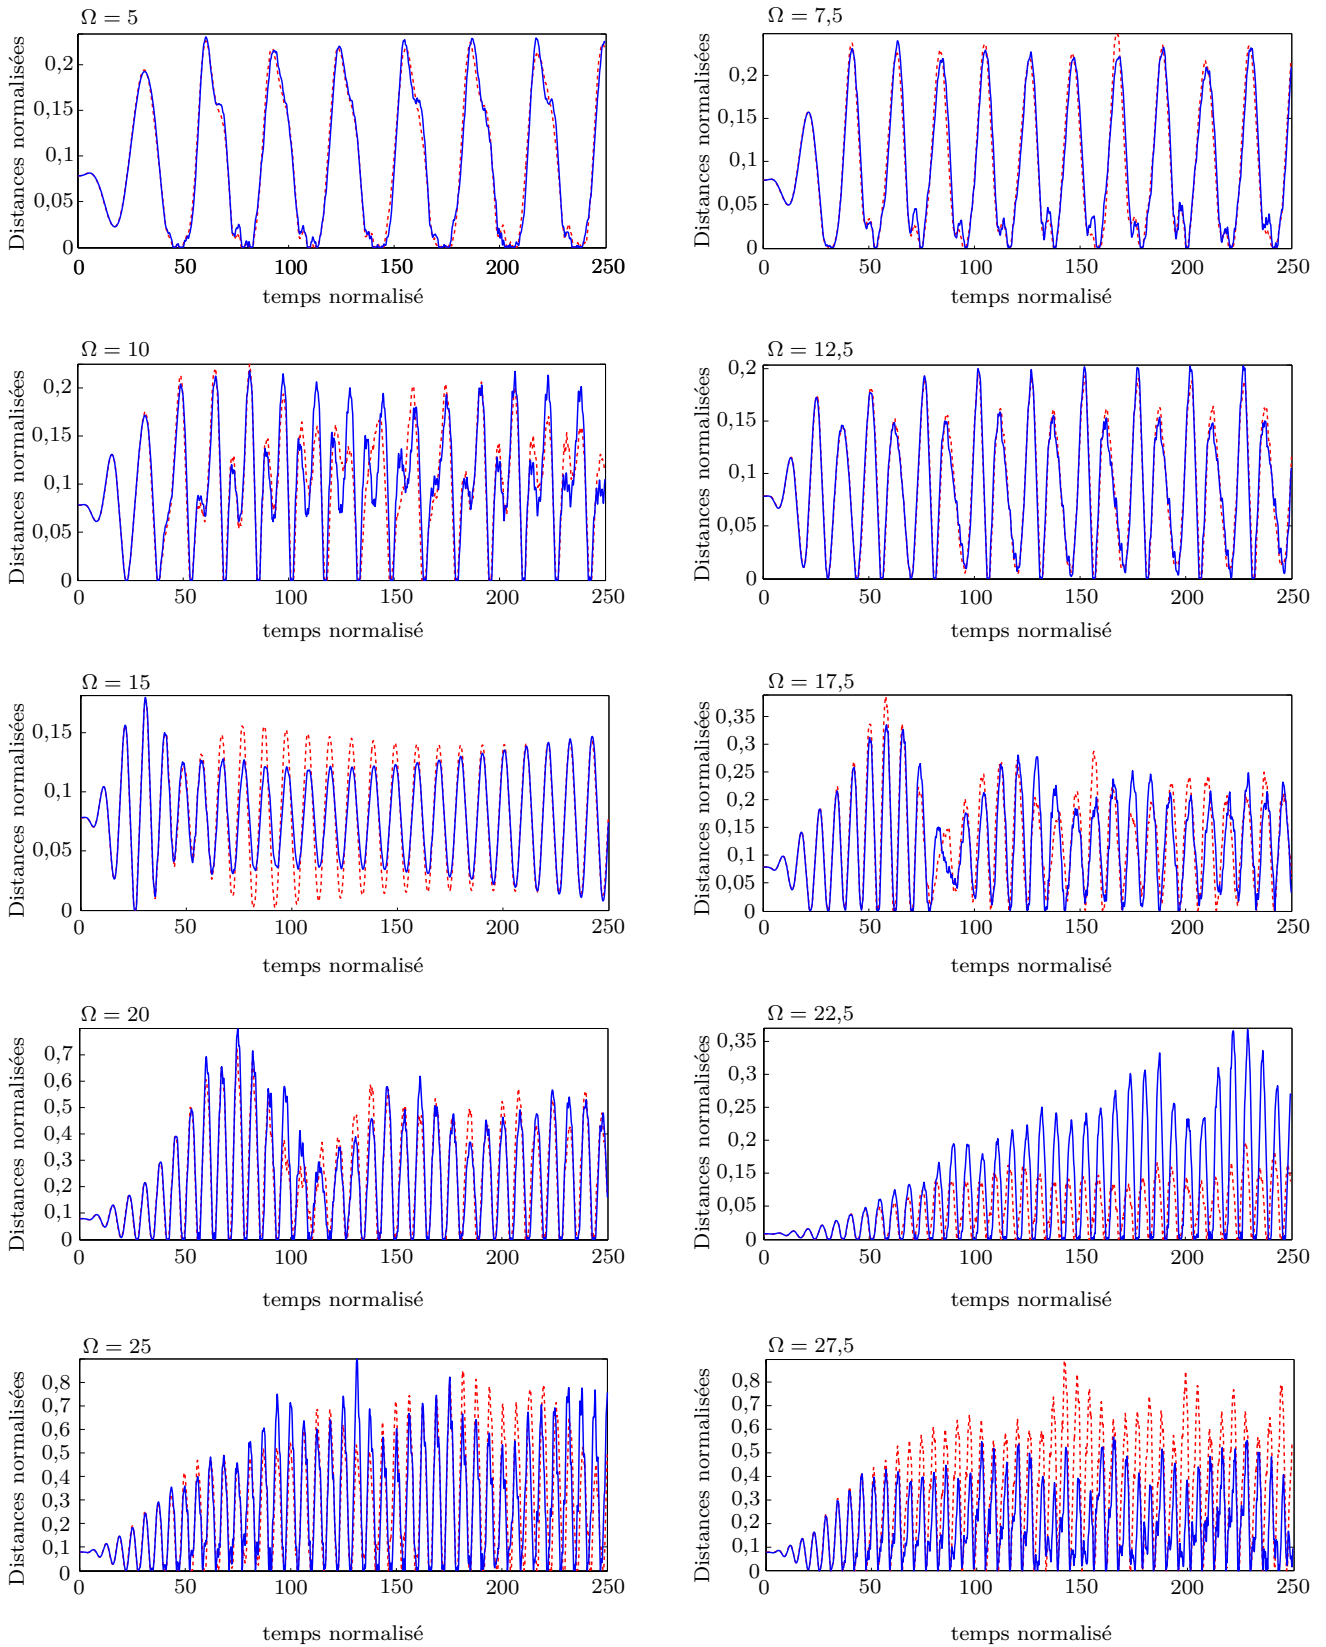 Ω = 5
Distances normalisées
0,2
0,15
0,1
0,05
0
0 50 100 150 200 250
temps normalisé
Ω = 7,5
Distances normalisées
0,2
0,15
0,1
0,05
0
0 50 100 150 200 250
temps normalisé
Ω = 10
Distances normalisées
0,2
0,15
0,1
0,05
0
0 50 100 150 200 250
temps normalisé
Ω = 12,5
Distances normalisées
0,2
0,15
0,1
0,05
0
0 50 100 150 200 250
temps normalisé
Ω = 15
Distances normalisées
0,15
0,1
0,05
0
0 50 100 150 200 250
temps normalisé
Ω = 17,5
Distances normalisées
0,35
0,3
0,25
0,2
0,15
0,1
0,05
0
0 50 100 150 200 250
temps normalisé
Ω = 20
Distances normalisées
0,7
0,6
0,5
0,4
0,3
0,2
0,1
0
0 50 100 150 200 250
temps normalisé
Ω = 22,5
Distances normalisées
0,35
0,3
0,25
0,2
0,15
0,05
0
0 50 100 150 200 250
temps normalisé
Ω = 25
Distances normalisées
0,8
0,7
0,6
0,5
0,4
0,3
0,2
0,1
0
0 50 100 150 200 250
temps normalisé
Ω = 27,5
Distances normalisées
0,8
0,7
0,6
0,5
0,4
0,3
0,2
0,1
0
0 50 100 150 200 250
temps normalisé